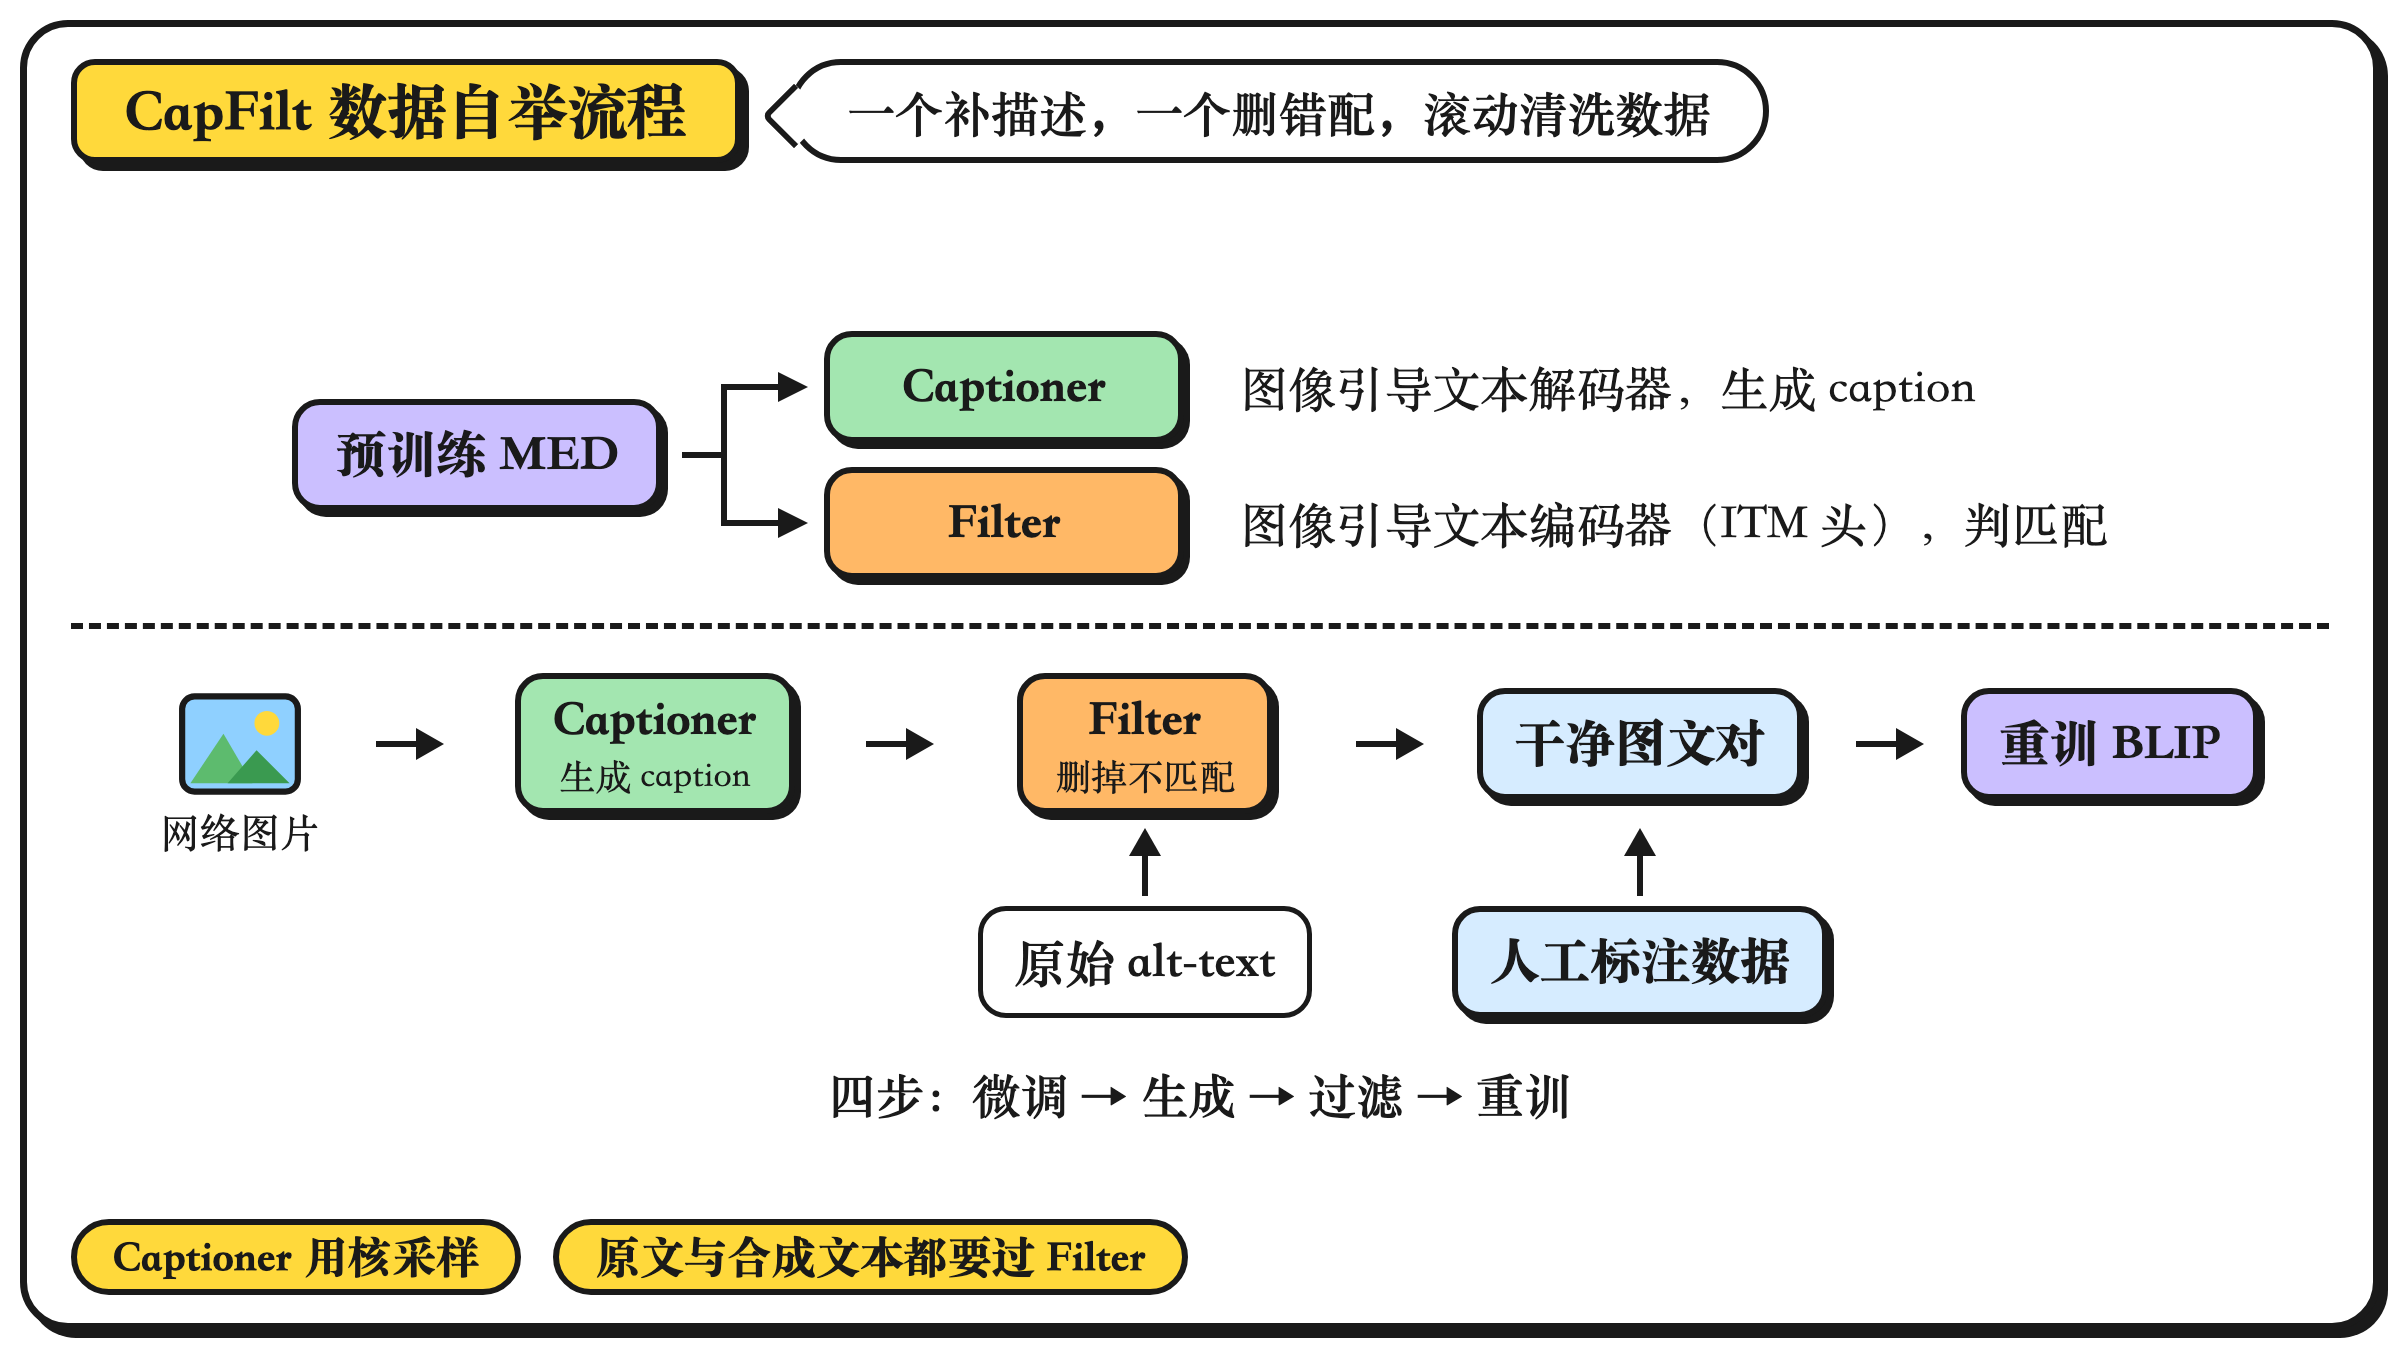 CapFilt 数据自举流程
一个补描述，一个删错配，滚动清洗数据
预训练 MED
Captioner
图像引导文本解码器，生成 caption
Filter
图像引导文本编码器（ITM 头），判匹配
网络图片
Captioner
生成 caption
Filter
删掉不匹配
干净图文对
重训 BLIP
原始 alt-text
人工标注数据
四步：微调 → 生成 → 过滤 → 重训
Captioner 用核采样
原文与合成文本都要过 Filter